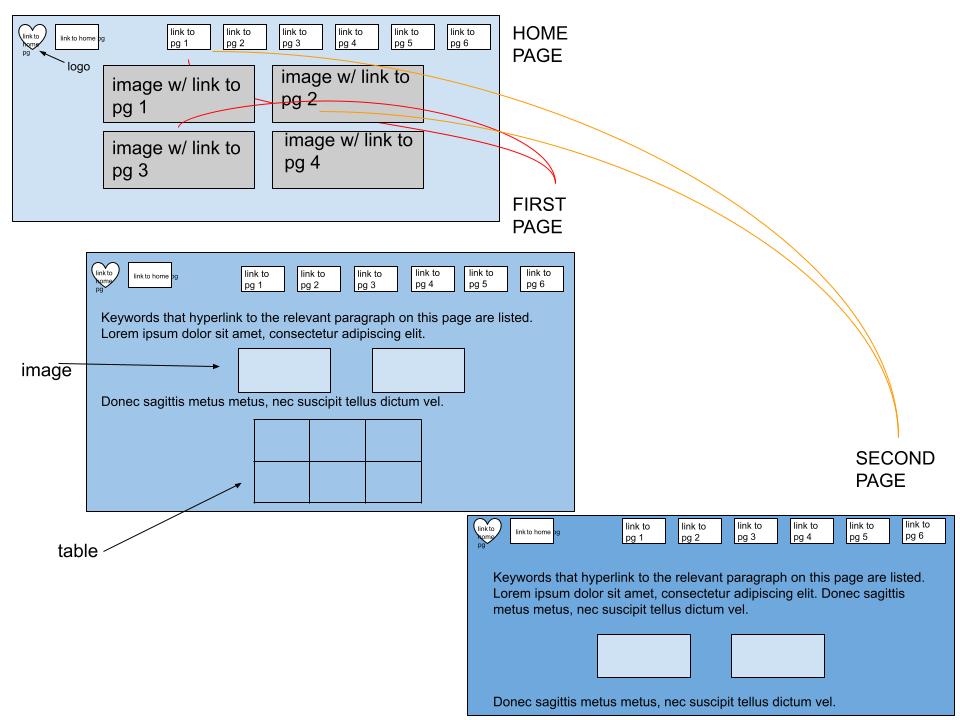 link to
home
pg
link to home pg
link to
pg 1
link to
pg 2
link to
pg 3
link to
pg 4
link to
pg 5
link to
pg 6
HOME
PAGE
logo
image w/ link to
pg 1
image w/ link to
pg 2
image w/ link to
pg 3
image w/ link to
pg 4
FIRST
PAGE
link to
home
pg
link to home pg
link to
pg 1
link to
pg 2
link to
pg 3
link to
pg 4
link to
pg 5
link to
pg 6
Keywords that hyperlink to the relevant paragraph on this page are listed.
Lorem ipsum dolor sit amet, consectetur adipiscing elit.
image
Donec sagittis metus metus, nec suscipit tellus dictum vel.
table
SECOND
PAGE
link to
home
pg
link to home pg
link to
pg 1
link to
pg 2
link to
pg 3
link to
pg 4
link to
pg 5
link to
pg 6
Keywords that hyperlink to the relevant paragraph on this page are listed.
Lorem ipsum dolor sit amet, consectetur adipiscing elit. Donec sagittis
metus metus, nec suscipit tellus dictum vel.
Donec sagittis metus metus, nec suscipit tellus dictum vel.